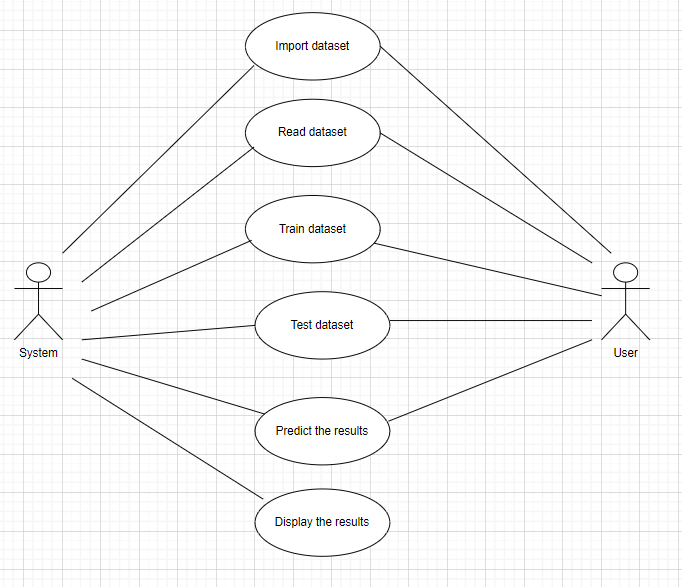 Import dataset
Read dataset
Train dataset
Test dataset
System
User
Predict the results
Display the results